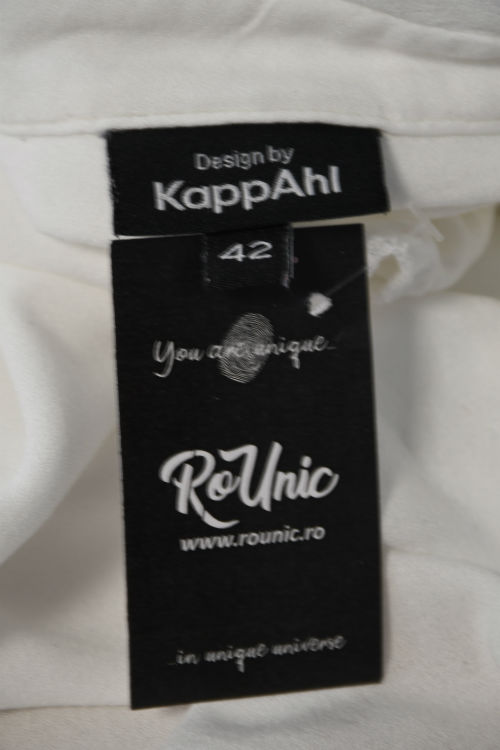 Design by
KappAhl
42
You are unique...
RoUnic
www.rounic.ro
...in unique universe